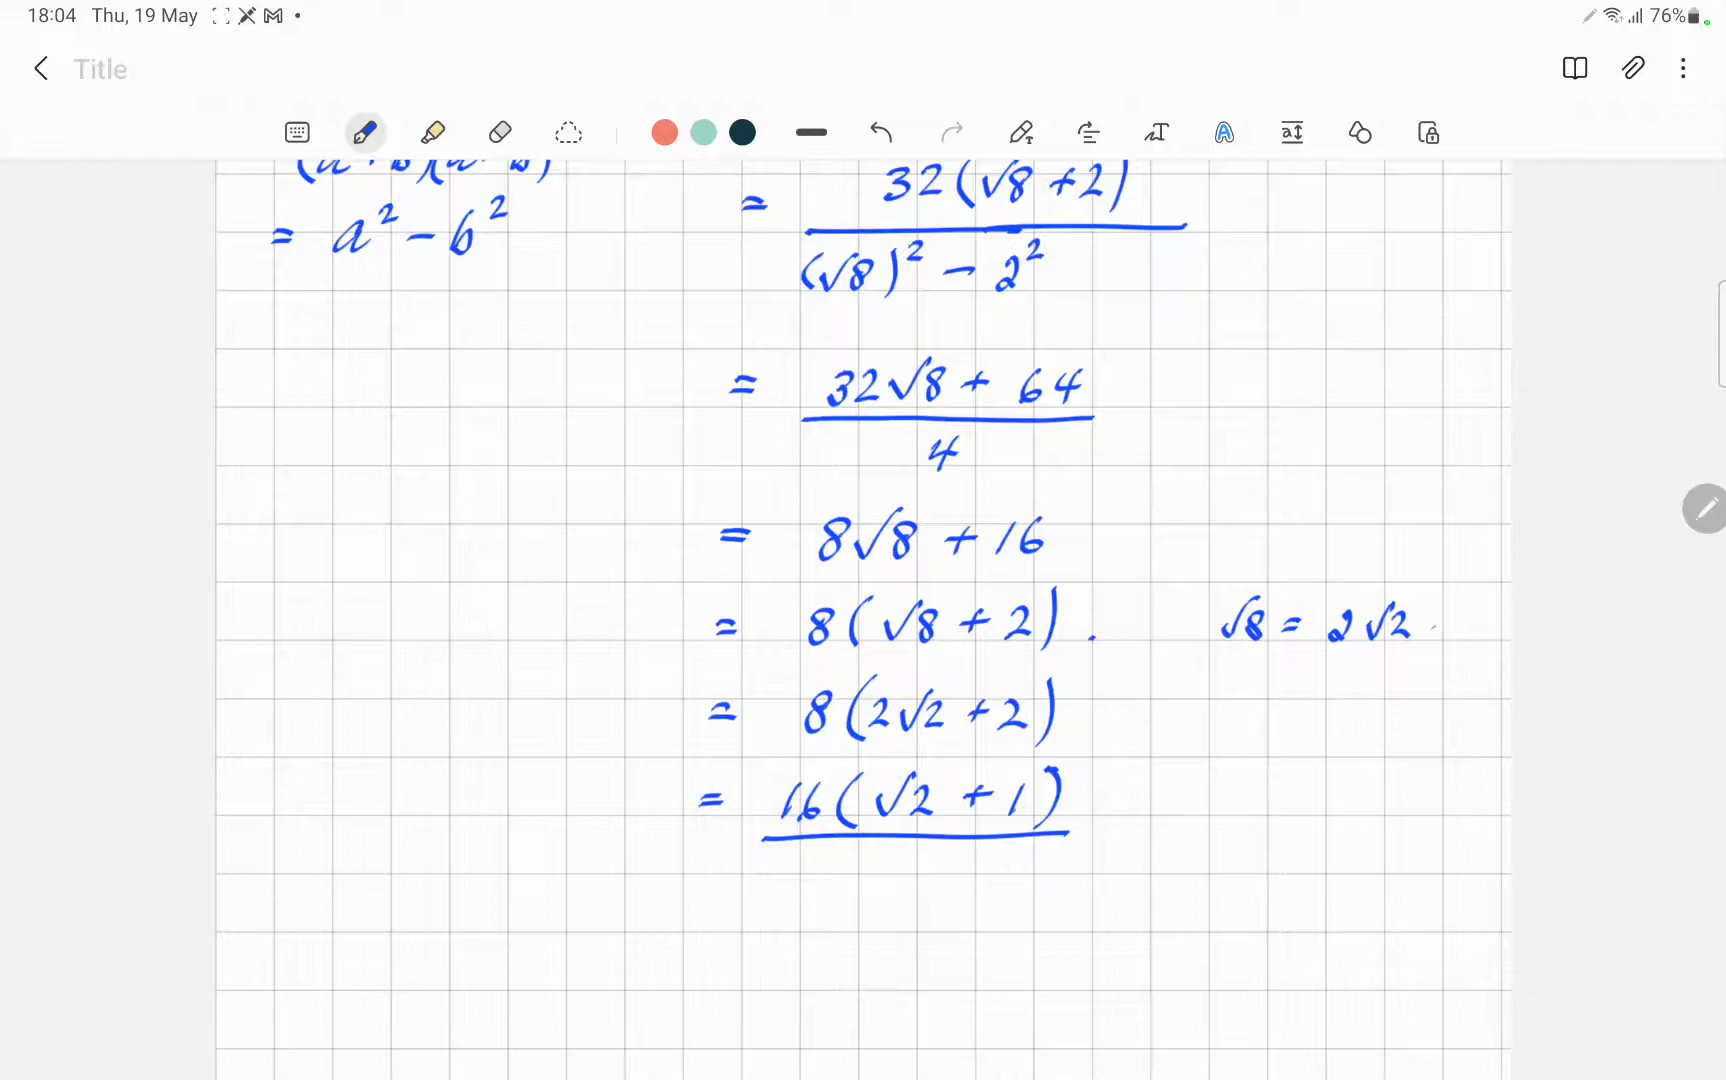 18:04 Thu, 19 May 76%
Title
(a+b)(a-b)
= a² - b²
= 32(√8 +2)
(√8)² - 2²
= 32√8 + 64
4
= 8√8 + 16
= 8(√8 + 2). √8 = 2√2
= 8(2√2 + 2)
= 16(√2 + 1)